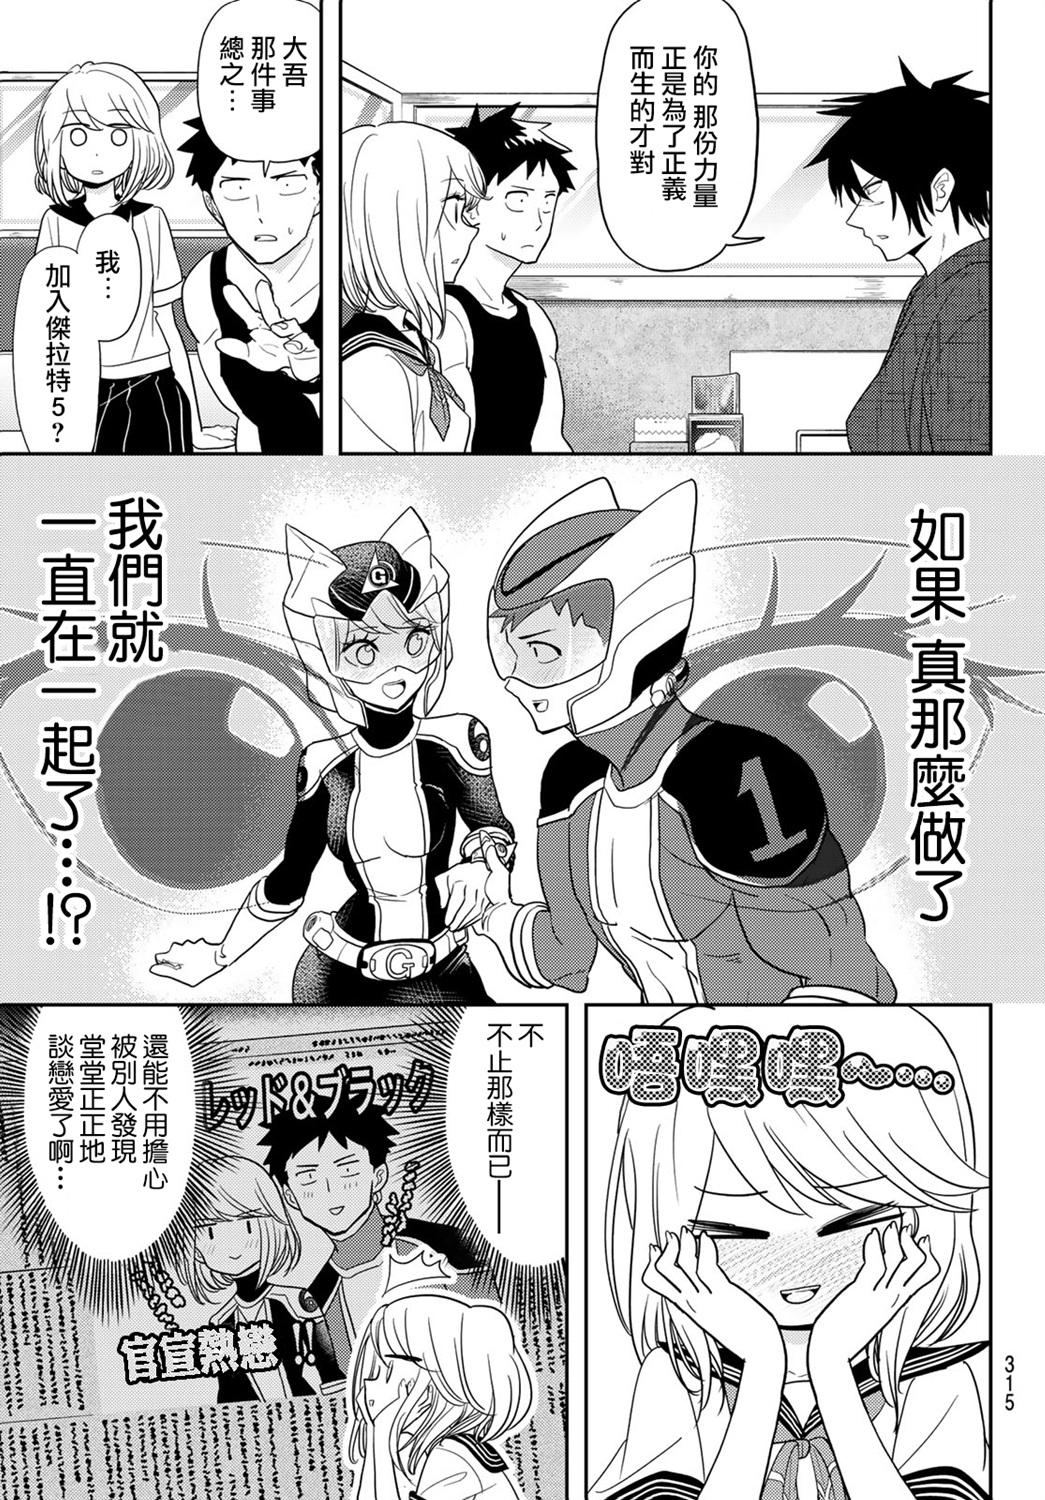 你的 那份力量
正是為了正義
而生的才對
大吾
那件事
總之…
我…
加入傑拉特5？
如果 真那麼做了
我們就
一直在一起了……!?
G
6
1
G
唔嘿嘿～……
不
不止那樣而已——
還能不用擔心
被別人發現
堂堂正正地
談戀愛了啊…
レッド&ブラック
官宣熱戀!!
315